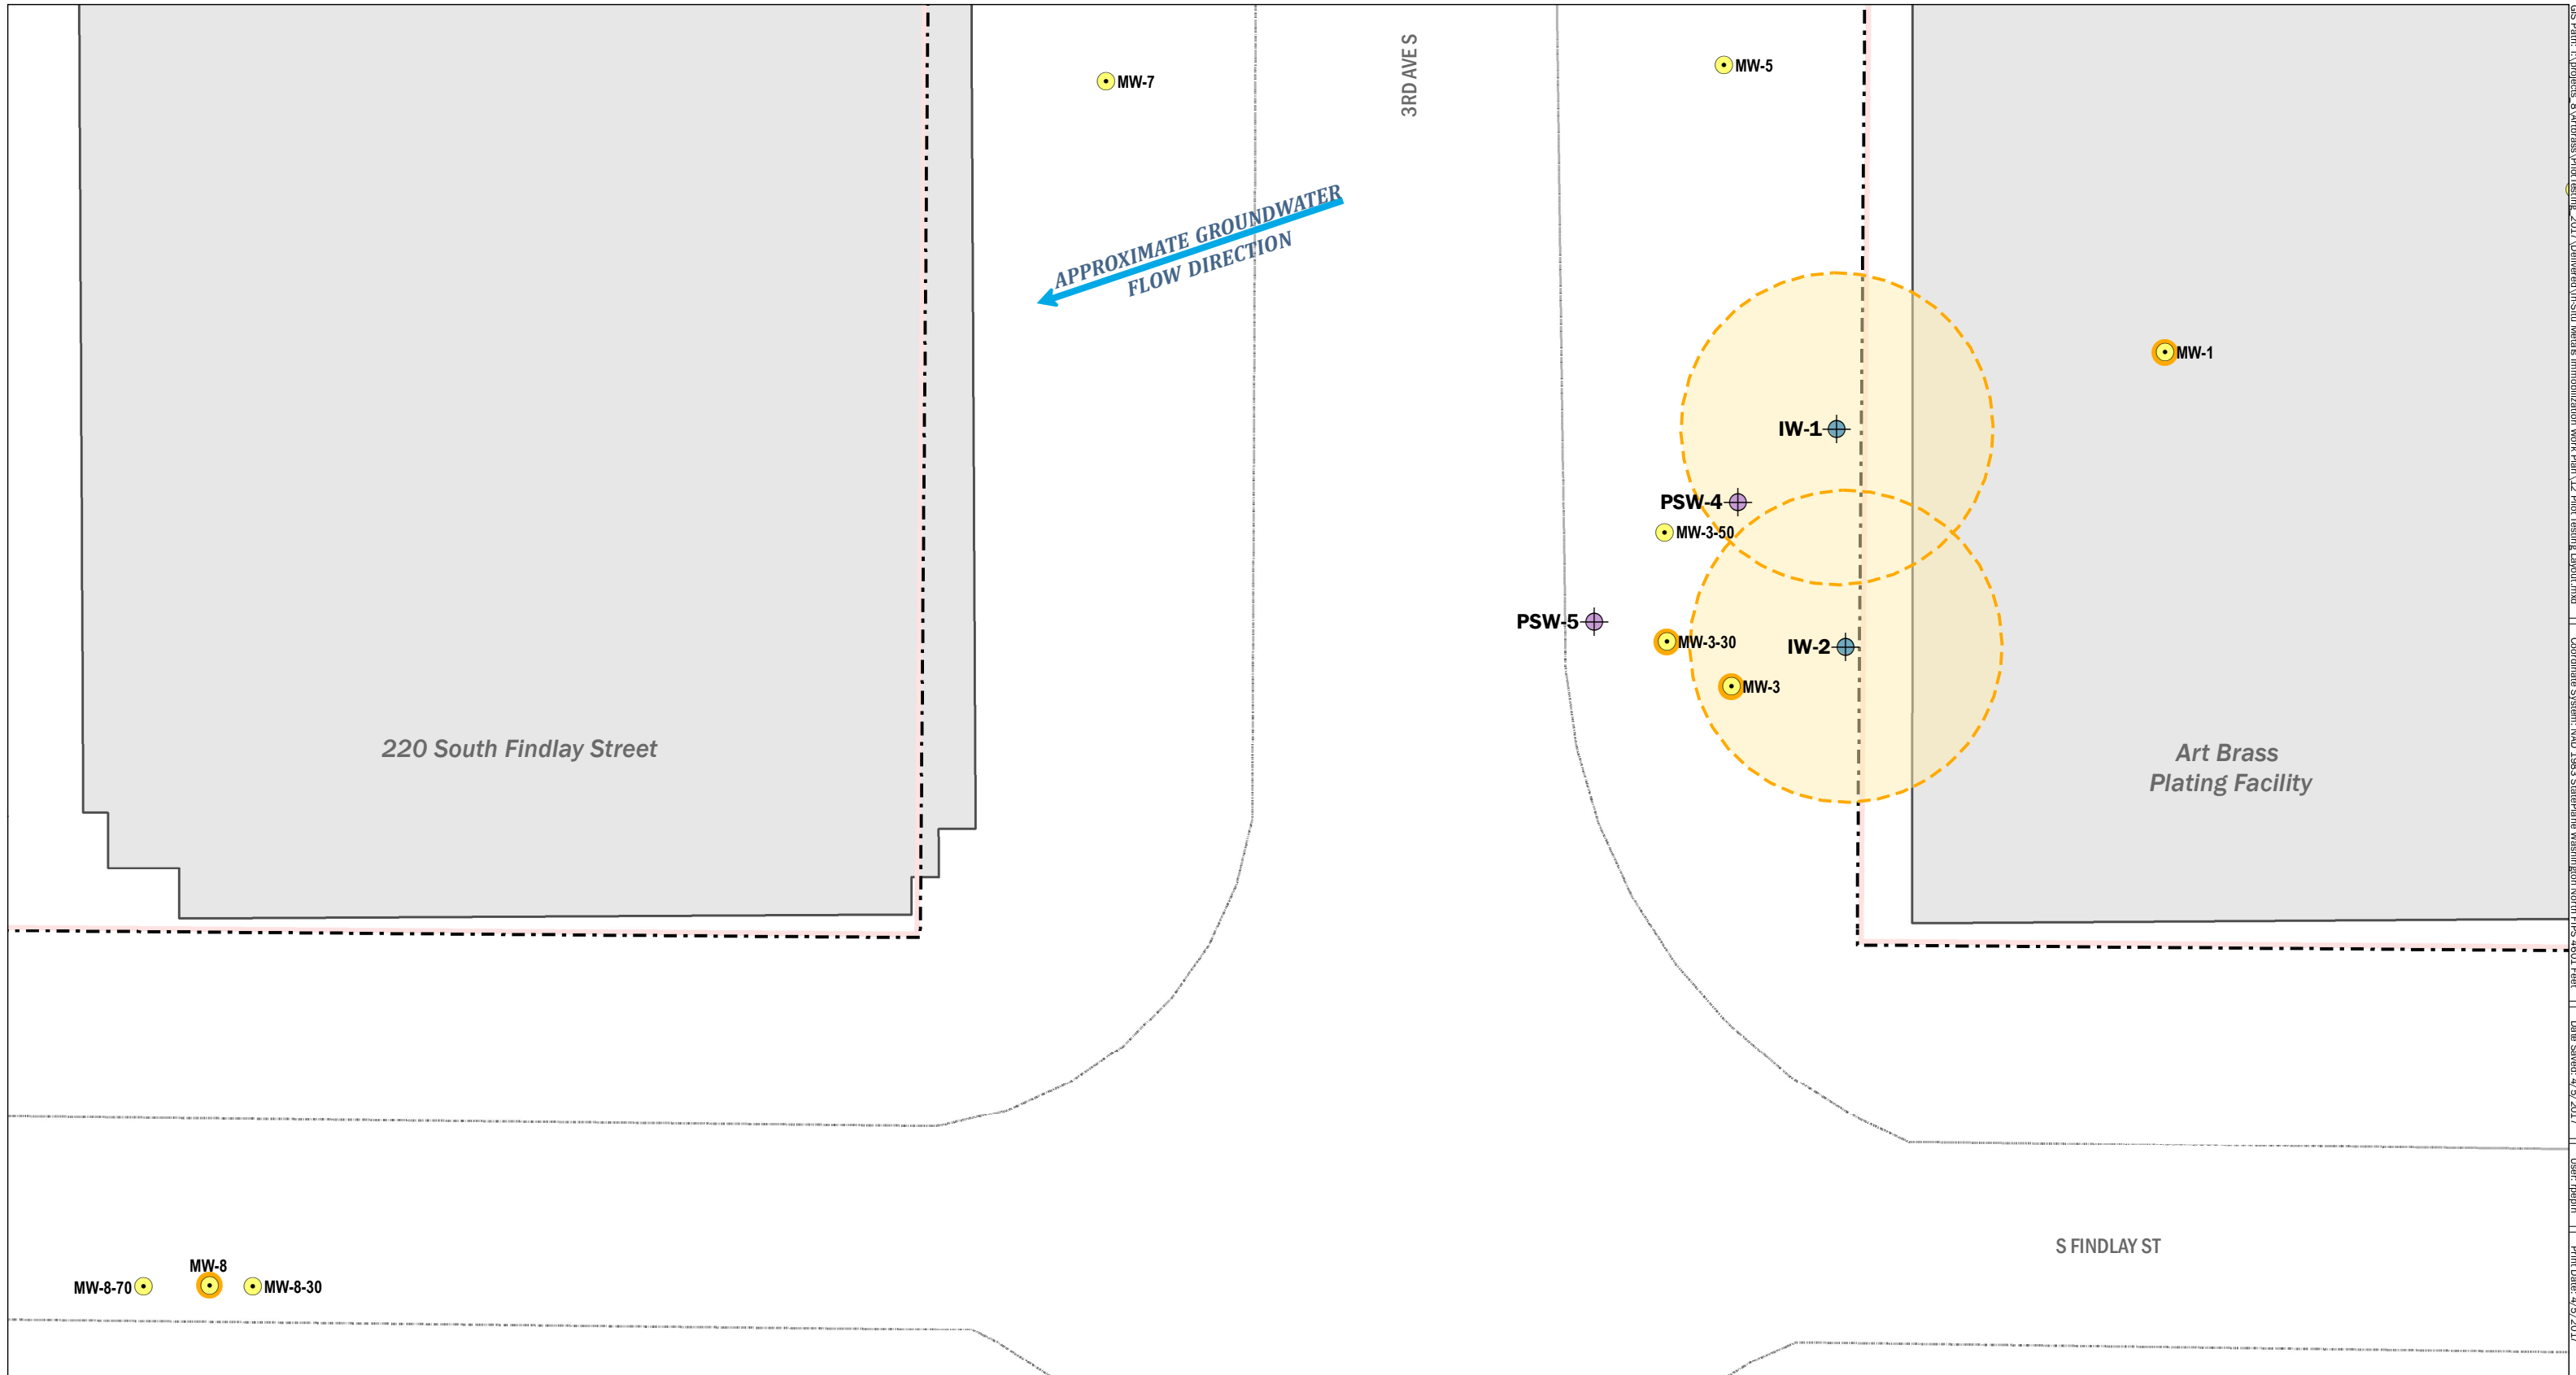 3RD AVE S
MW-7
MW-5
APPROXIMATE GROUNDWATER
FLOW DIRECTION
MW-1
IW-1
PSW-4
MW-3-50
PSW-5
MW-3-30
IW-2
MW-3
220 South Findlay Street
Art Brass
Plating Facility
S FINDLAY ST
MW-8
MW-8-70
MW-8-30